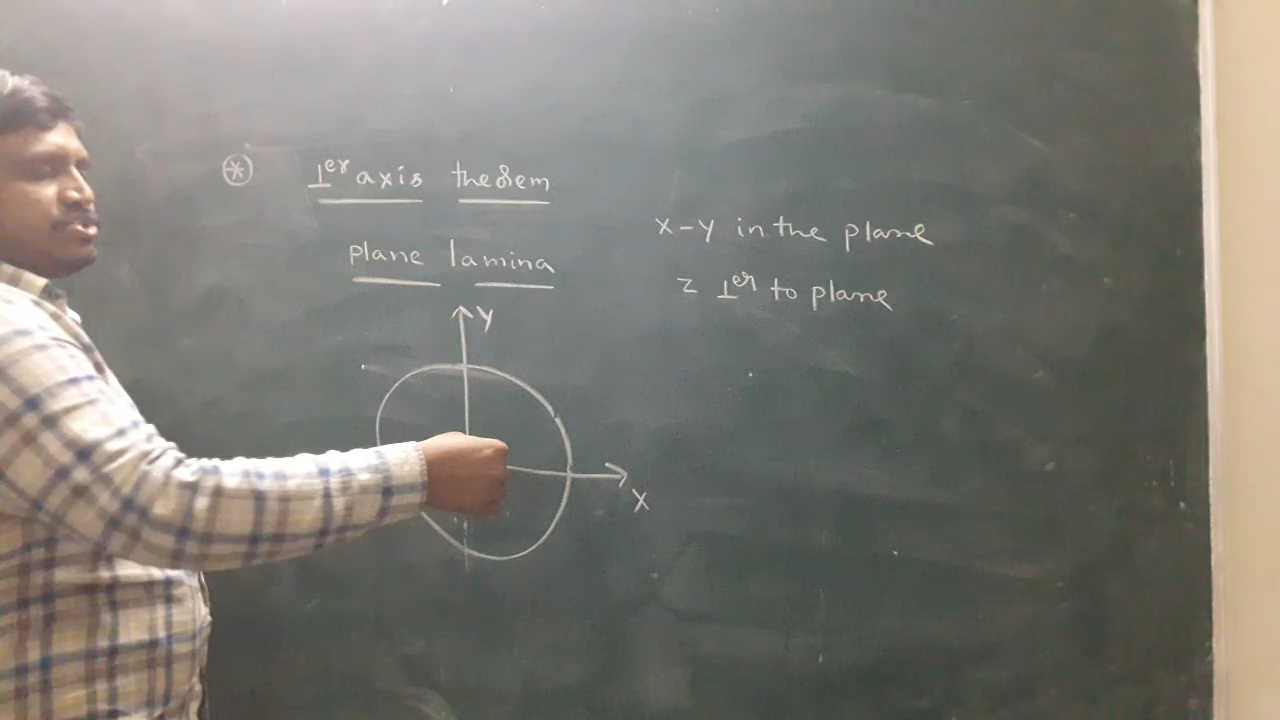 ⊛ ⊥er axis theorem
plane lamina
X-Y in the plane
Z ⊥er to plane
Y
X